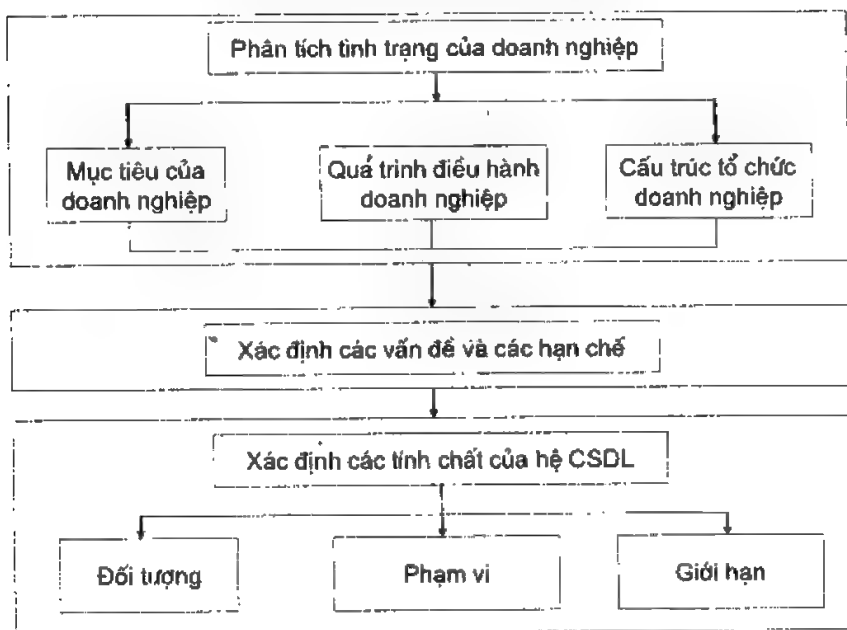 Phân tích tình trạng của doanh nghiệp
Mục tiêu của
doanh nghiệp
Quá trình điều hành
doanh nghiệp
Cấu trúc tổ chức
doanh nghiệp
Xác định các vấn đề và các hạn chế
Xác định các tính chất của hệ CSDL
Đối tượng
Phạm vi
Giới hạn